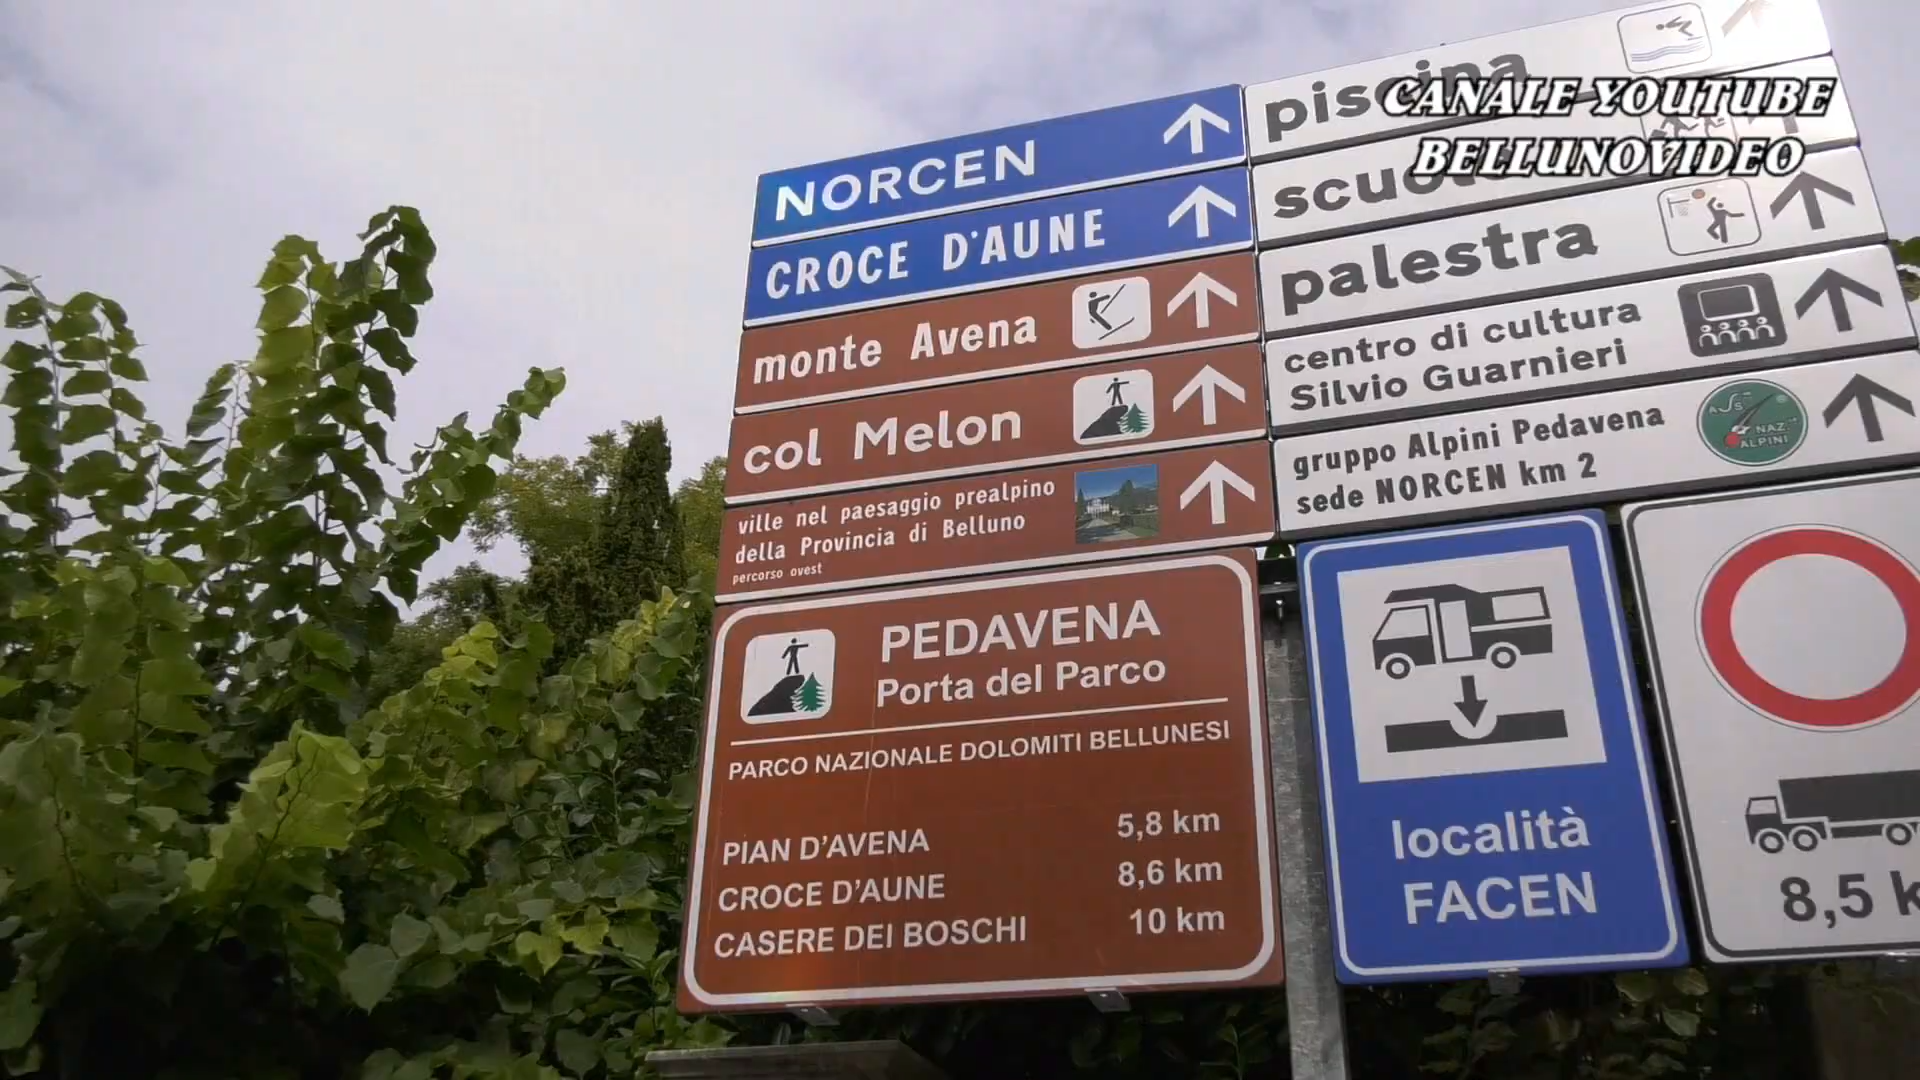 CANALE YOUTUBE
BELLUNOVIDEO
NORCEN
CROCE D'AUNE
monte Avena
col Melon
ville nel paesaggio prealpino
della Provincia di Belluno
percorso ovest
PEDAVENA
Porta del Parco
PARCO NAZIONALE DOLOMITI BELLUNESI
PIAN D'AVENA 5,8 km
CROCE D'AUNE 8,6 km
CASERE DEI BOSCHI 10 km
piscina
palestra
centro di cultura
Silvio Guarnieri
gruppo Alpini Pedavena
sede NORCEN km 2
ASS NAZ. ALPINI
località
FACEN
8,5